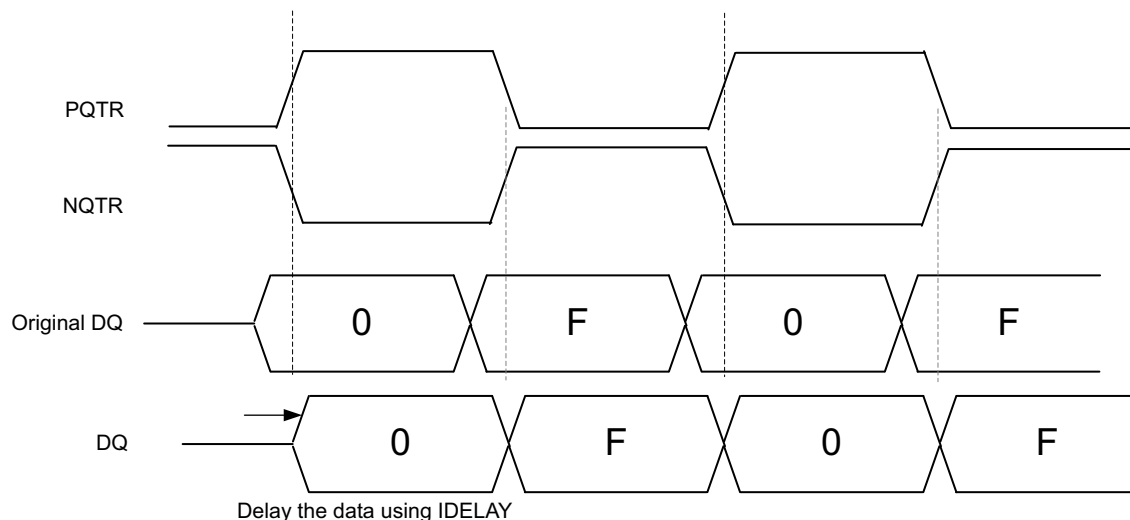 PQTR
NQTR
Original DQ
0 F 0 F
DQ
0 F 0 F
Delay the data using IDELAY